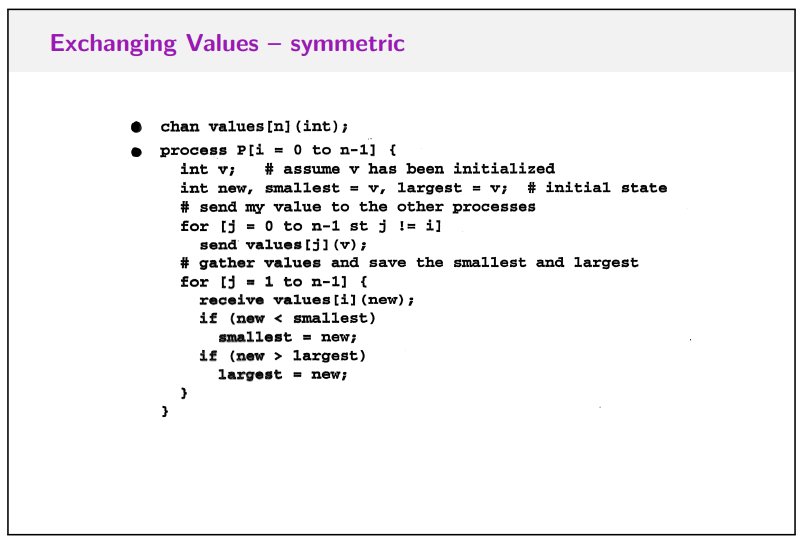 Exchanging Values – symmetric
● chan values[n](int);
● process P[i = 0 to n-1] {
int v;   # assume v has been initialized
int new, smallest = v, largest = v;  # initial state
# send my value to the other processes
for [j = 0 to n-1 st j != i]
send values[j](v);
# gather values and save the smallest and largest
for [j = 1 to n-1] {
receive values[i](new);
if (new < smallest)
smallest = new;
if (new > largest)
largest = new;
}
}